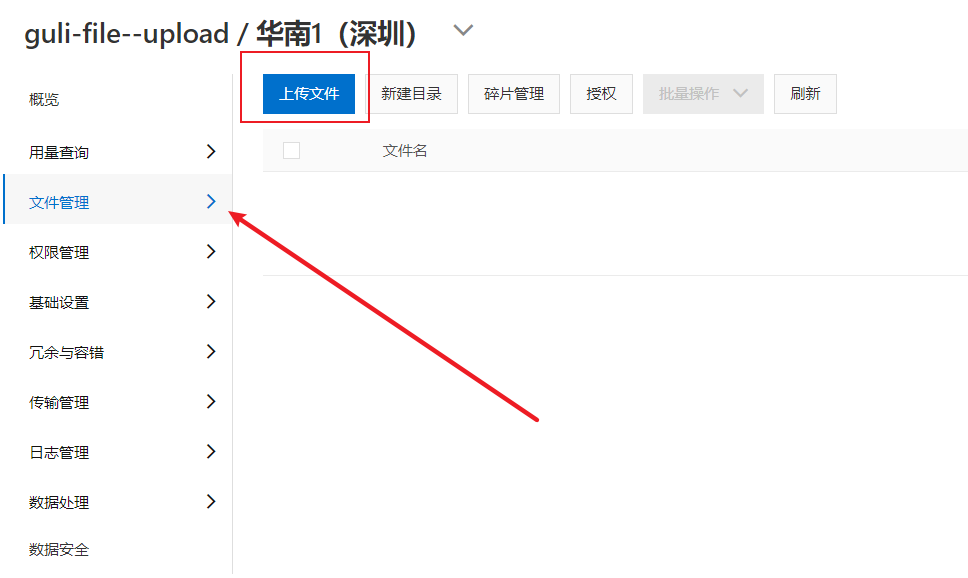 guli-file--upload / 华南1（深圳）
上传文件 新建目录 碎片管理 授权 批量操作 刷新
文件名
概览
用量查询
文件管理
权限管理
基础设置
冗余与容错
传输管理
日志管理
数据处理
数据安全